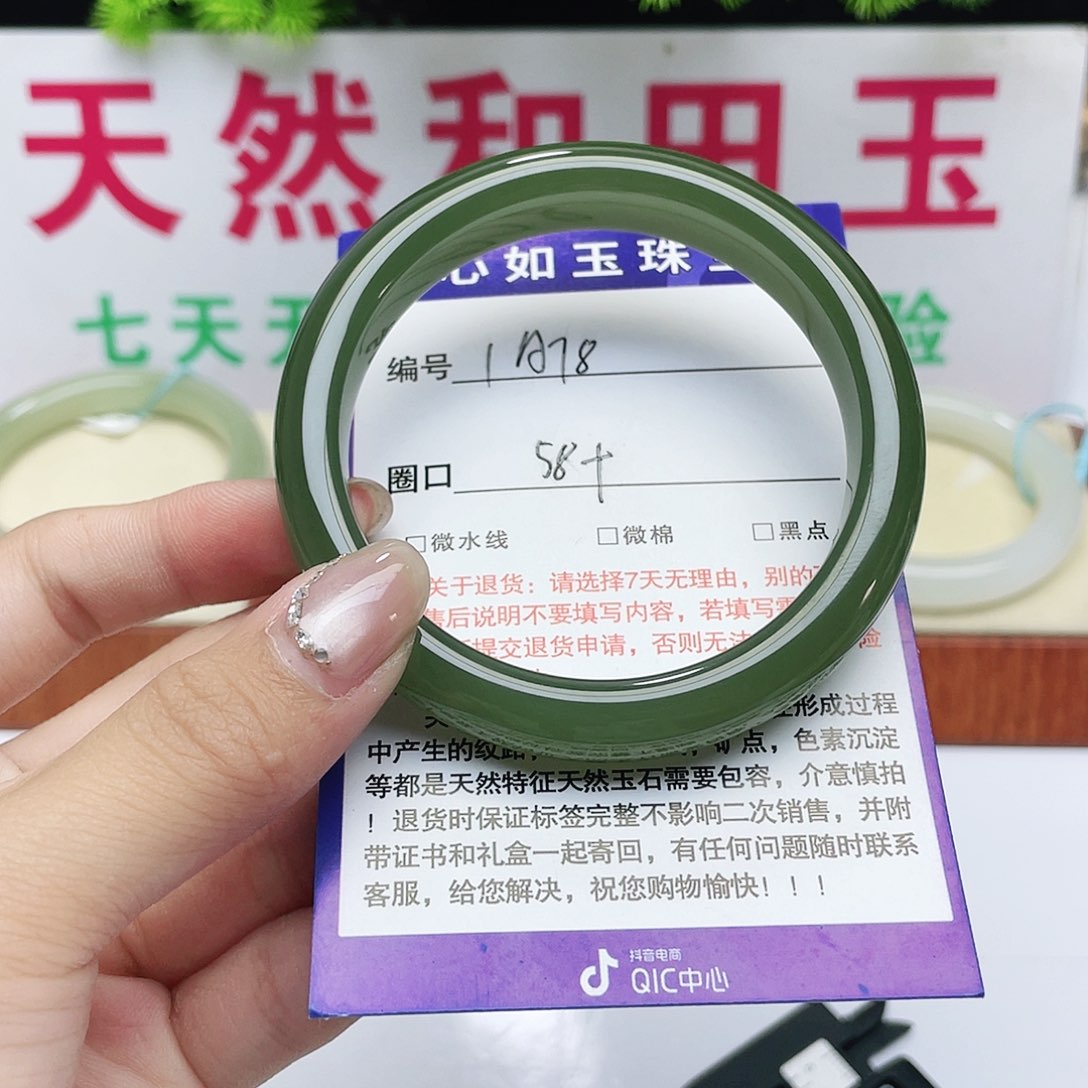 天然和田玉
七天无 险
心如玉珠
编号 1A78
圈口 58+
□微水线 □微棉 □黑点
关于退货：请选择7天无理由，别的
售后说明不要填写内容，若填写
提交退货申请，否则无法 险
形成过程
中产生的纹路， 矿点，色素沉淀
等都是天然特征天然玉石需要包容，介意慎拍
！退货时保证标签完整不影响二次销售，并附
带证书和礼盒一起寄回，有任何问题随时联系
客服，给您解决，祝您购物愉快！！！
抖音电商
QIC中心